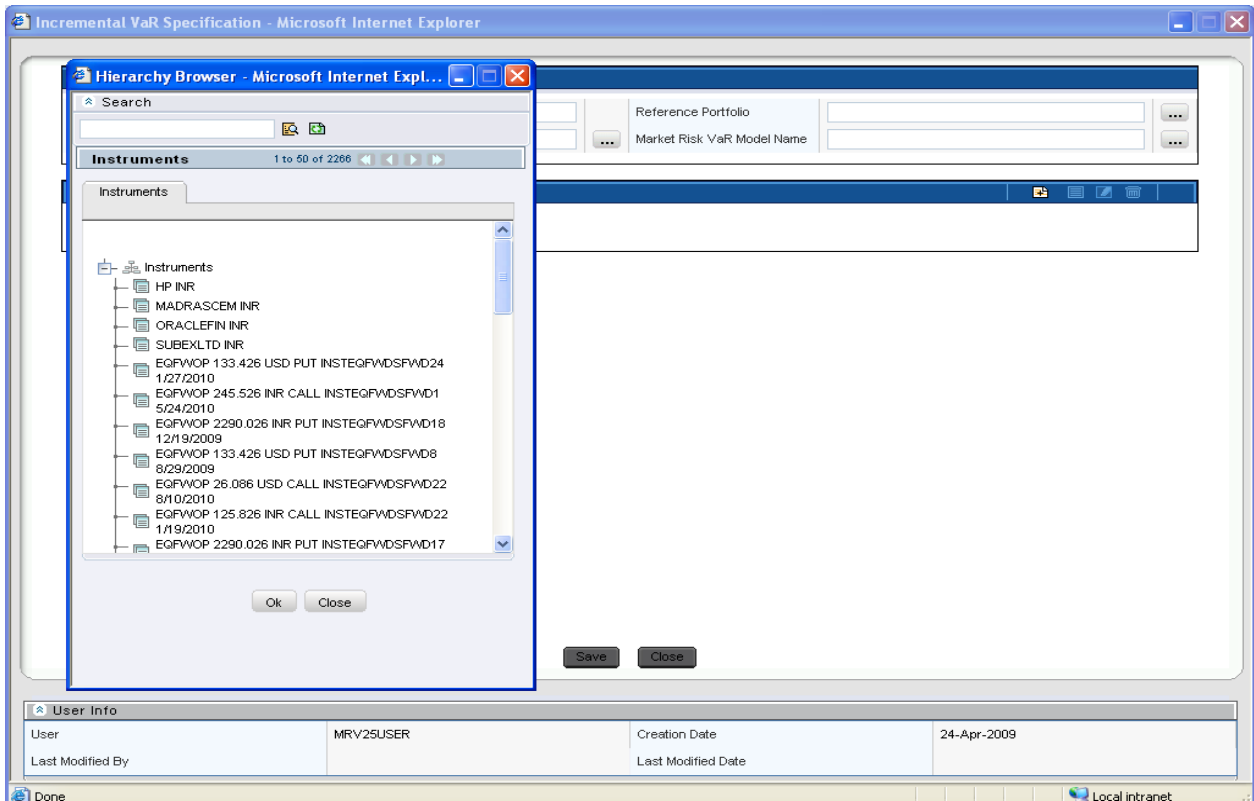 Incremental VaR Specification - Microsoft Internet Explorer
Hierarchy Browser - Microsoft Internet Expl...
Search
Instruments 1 to 50 of 2266
Instruments
Instruments
HP INR
MADRASCEM INR
ORACLEFIN INR
SUBEXLTD INR
EQFWOP 133.426 USD PUT INSTEQFWDSFWD24
1/27/2010
EQFWOP 245.526 INR CALL INSTEQFWDSFWD1
5/24/2010
EQFWOP 2290.026 INR PUT INSTEQFWDSFWD18
12/19/2009
EQFWOP 133.426 USD PUT INSTEQFWDSFWD8
8/29/2009
EQFWOP 26.086 USD CALL INSTEQFWDSFWD22
8/10/2010
EQFWOP 125.826 INR CALL INSTEQFWDSFWD22
1/19/2010
EQFWOP 2290.026 INR PUT INSTEQFWDSFWD17
Ok Close
Reference Portfolio ...
... Market Risk VaR Model Name ...
Save Close
User Info
User MRV25USER Creation Date 24-Apr-2009
Last Modified By Last Modified Date
Done Local intranet